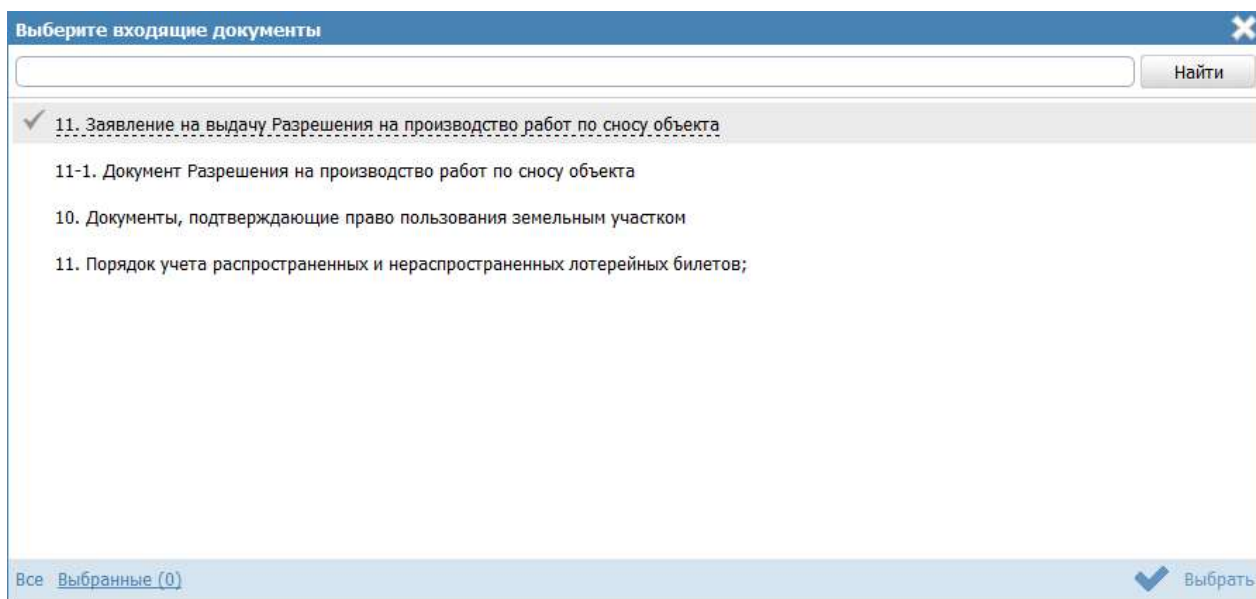 Выберите входящие документы
Найти
11. Заявление на выдачу Разрешения на производство работ по сносу объекта
11-1. Документ Разрешения на производство работ по сносу объекта
10. Документы, подтверждающие право пользования земельным участком
11. Порядок учета распространенных и нераспространенных лотерейных билетов;
Все Выбранные (0) Выбрать